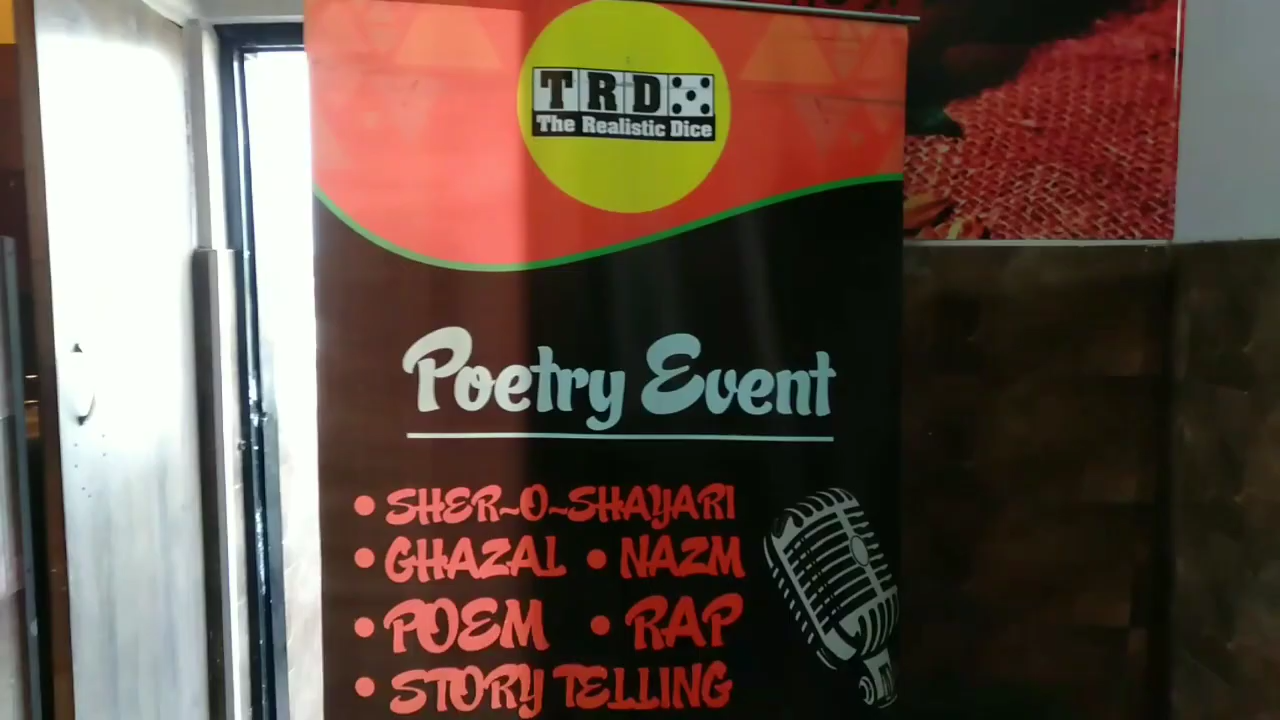 TRD
The Realistic Dice
Poetry Event
• SHER~O~SHAYARI
• GHAZAL • NAZM
• POEM • RAP
• STORY TELLING